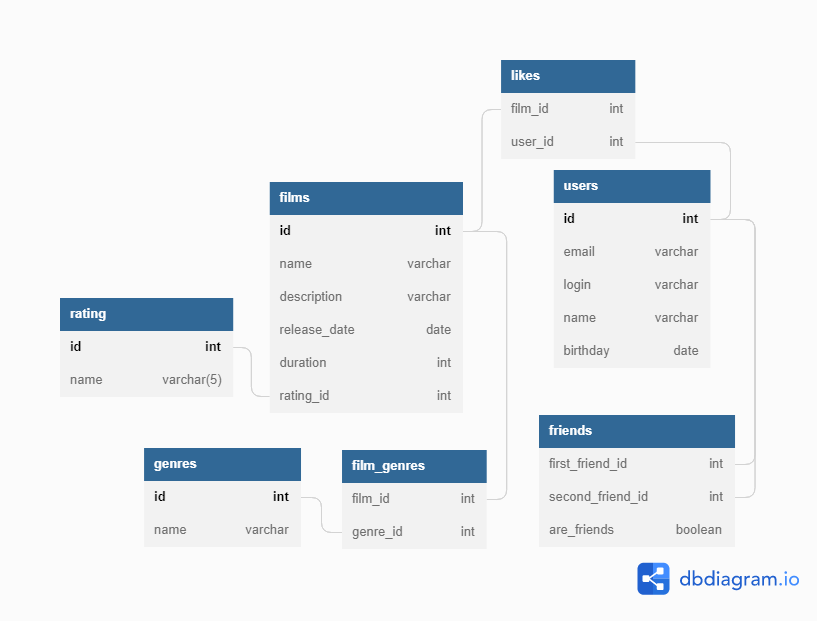 likes
film_id int
user_id int
users
id int
email varchar
login varchar
name varchar
birthday date
films
id int
name varchar
description varchar
release_date date
duration int
rating_id int
rating
id int
name varchar(5)
genres
id int
name varchar
film_genres
film_id int
genre_id int
friends
first_friend_id int
second_friend_id int
are_friends boolean
dbdiagram.io